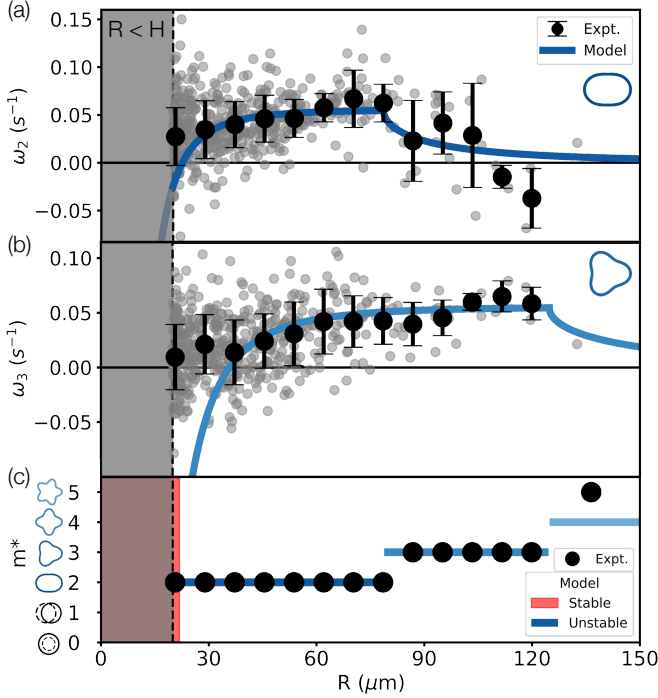 (a)
R < H
Expt.
Model
0.15
0.10
0.05
0.00
−0.05
ω₂ (s⁻¹)
(b)
0.10
0.05
0.00
−0.05
ω₃ (s⁻¹)
(c)
5
4
3
2
1
0
m*
Expt.
Model
Stable
Unstable
0 30 60 90 120 150
R (μm)